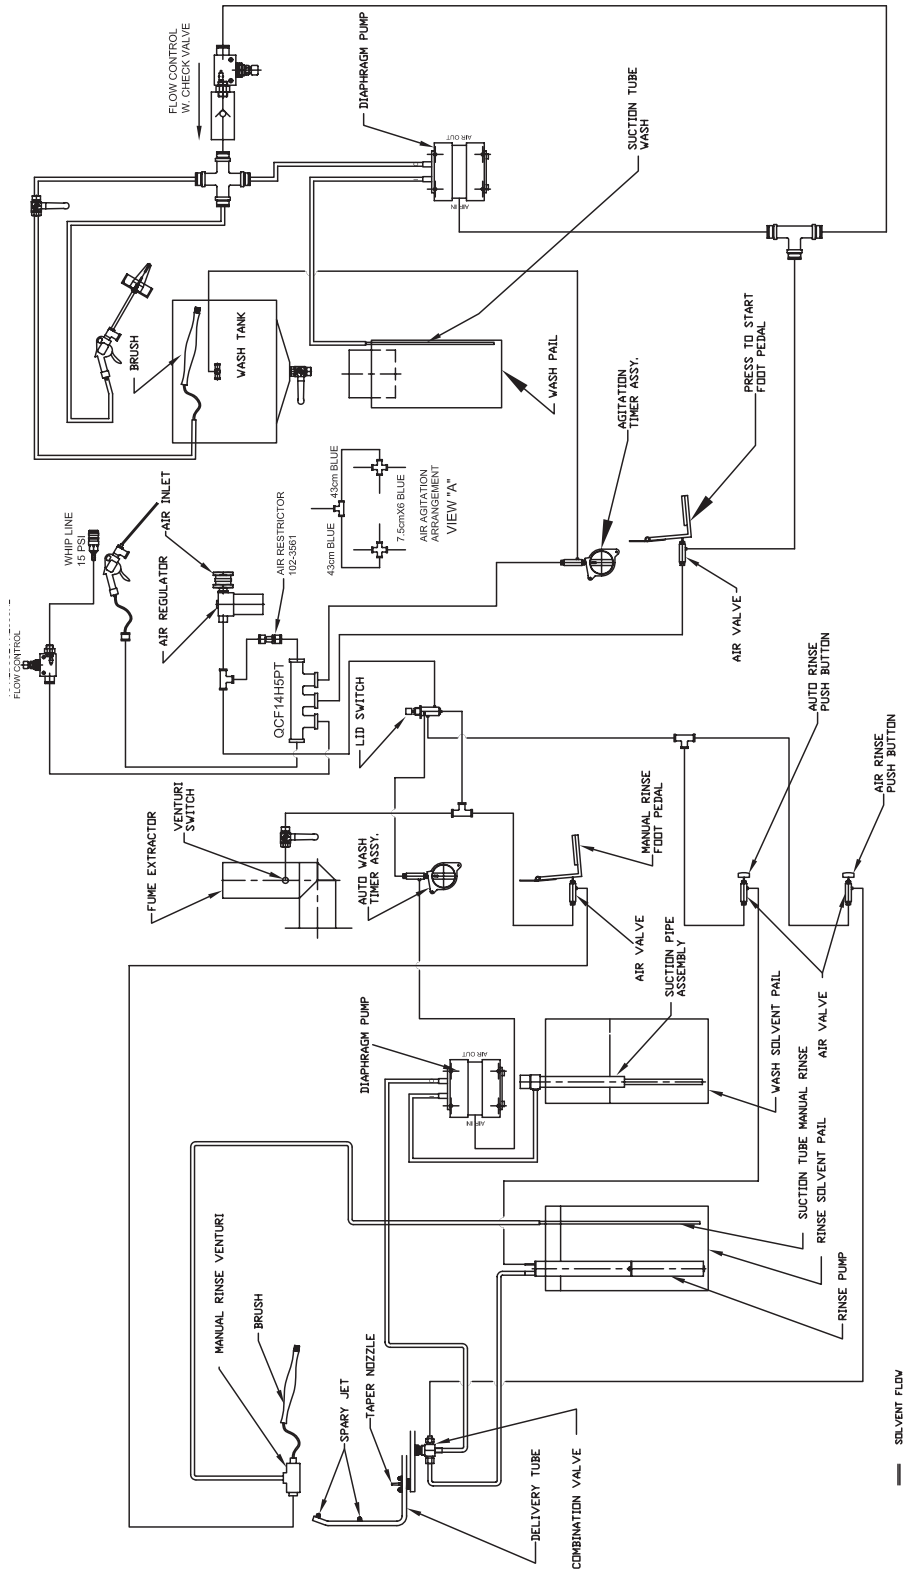 FLOW CONTROL
W. CHECK VALVE
DIAPHRAGM PUMP
AIR OUT
AIR IN
SUCTION TUBE
WASH
BRUSH
WASH TANK
WASH PAIL
AGITATION
TIMER ASSY.
PRESS TO START
FOOT PEDAL
WHIP LINE
15 PSI
AIR INLET
AIR REGULATOR
AIR RESTRICTOR
102-3561
43cm BLUE
43cm BLUE
7.5cmX6 BLUE
AIR AGITATION
ARRANGEMENT
VIEW "A"
AIR VALVE
FLOW CONTROL
QCF14H5PT
LID SWITCH
AUTO RINSE
PUSH BUTTON
AIR RINSE
PUSH BUTTON
FUME EXTRACTOR
VENTURI
SWITCH
AUTO WASH
TIMER ASSY.
MANUAL RINSE
FOOT PEDAL
AIR VALVE
SUCTION PIPE
ASSEMBLY
DIAPHRAGM PUMP
AIR OUT
AIR IN
WASH SOLVENT PAIL
AIR VALVE
SUCTION TUBE MANUAL RINSE
RINSE SOLVENT PAIL
RINSE PUMP
MANUAL RINSE VENTURI
BRUSH
SPARY JET
TAPER NOZZLE
DELIVERY TUBE
COMBINATION VALVE
SOLVENT FLOW